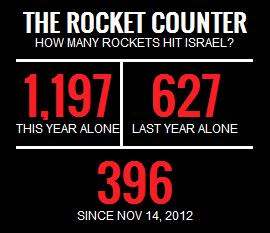 THE ROCKET COUNTER
HOW MANY ROCKETS HIT ISRAEL?
1,197 627
THIS YEAR ALONE LAST YEAR ALONE
396
SINCE NOV 14, 2012